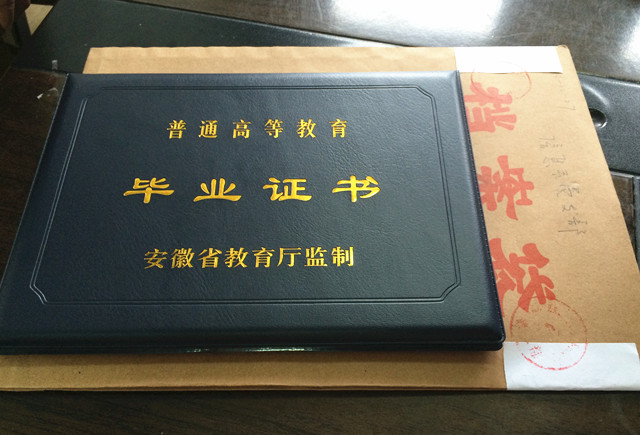 普通高等教育
毕业证书
安徽省教育厅监制
档案袋